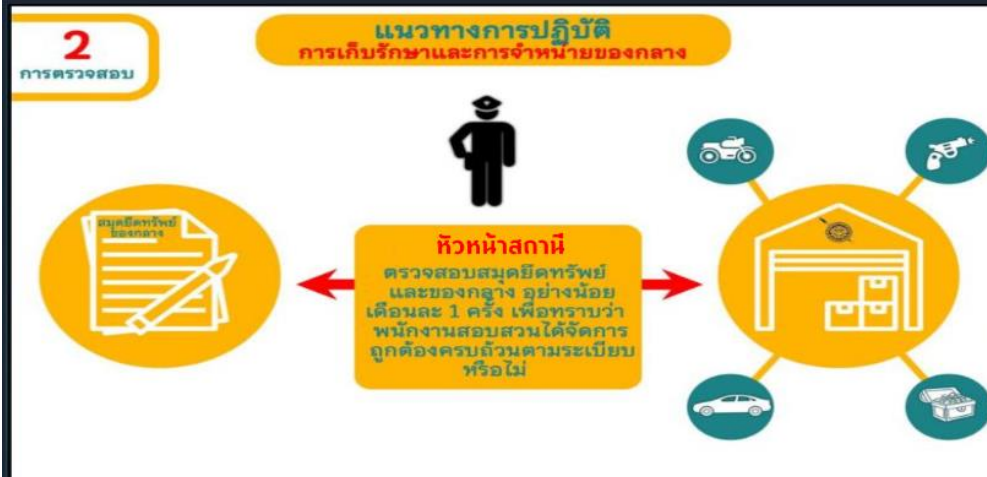 2
การตรวจสอบ
แนวทางการปฏิบัติ
การเก็บรักษาและการจำหน่ายของกลาง
สมุดยึดทรัพย์
ของกลาง
หัวหน้าสถานี
ตรวจสอบสมุดยึดทรัพย์
และของกลาง อย่างน้อย
เดือนละ 1 ครั้ง เพื่อทราบว่า
พนักงานสอบสวนได้จัดการ
ถูกต้องครบถ้วนตามระเบียบ
หรือไม่